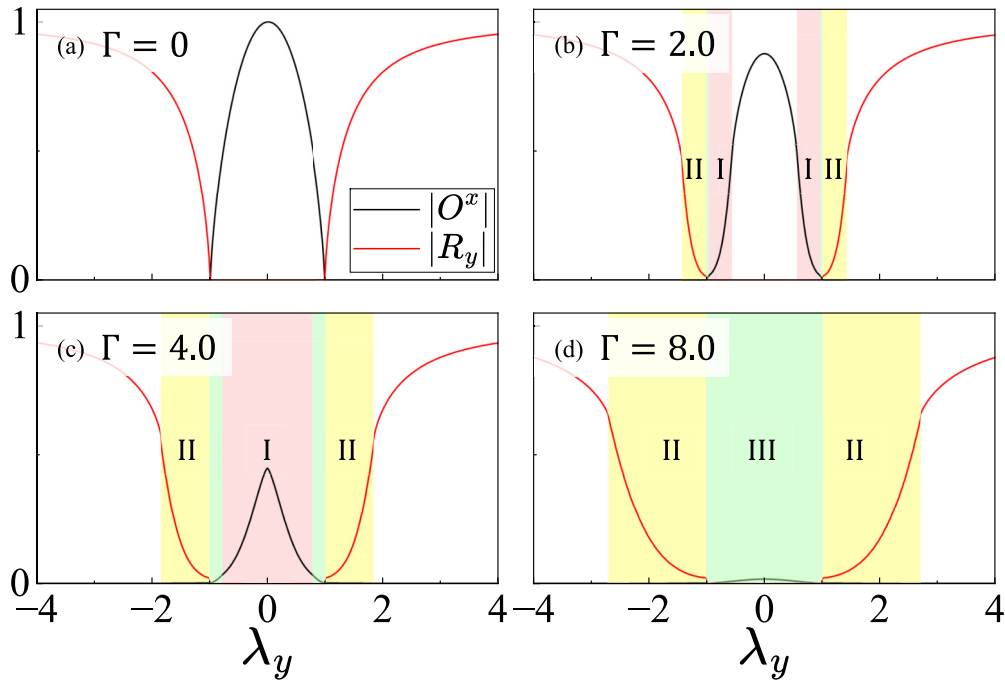 1
(a) Γ = 0
|O^x|
|R_y|
0
(b) Γ = 2.0
II I I II
1
(c) Γ = 4.0
II I II
0
−4 −2 0 2 4
λ_y
(d) Γ = 8.0
II III II
−4 −2 0 2 4
λ_y